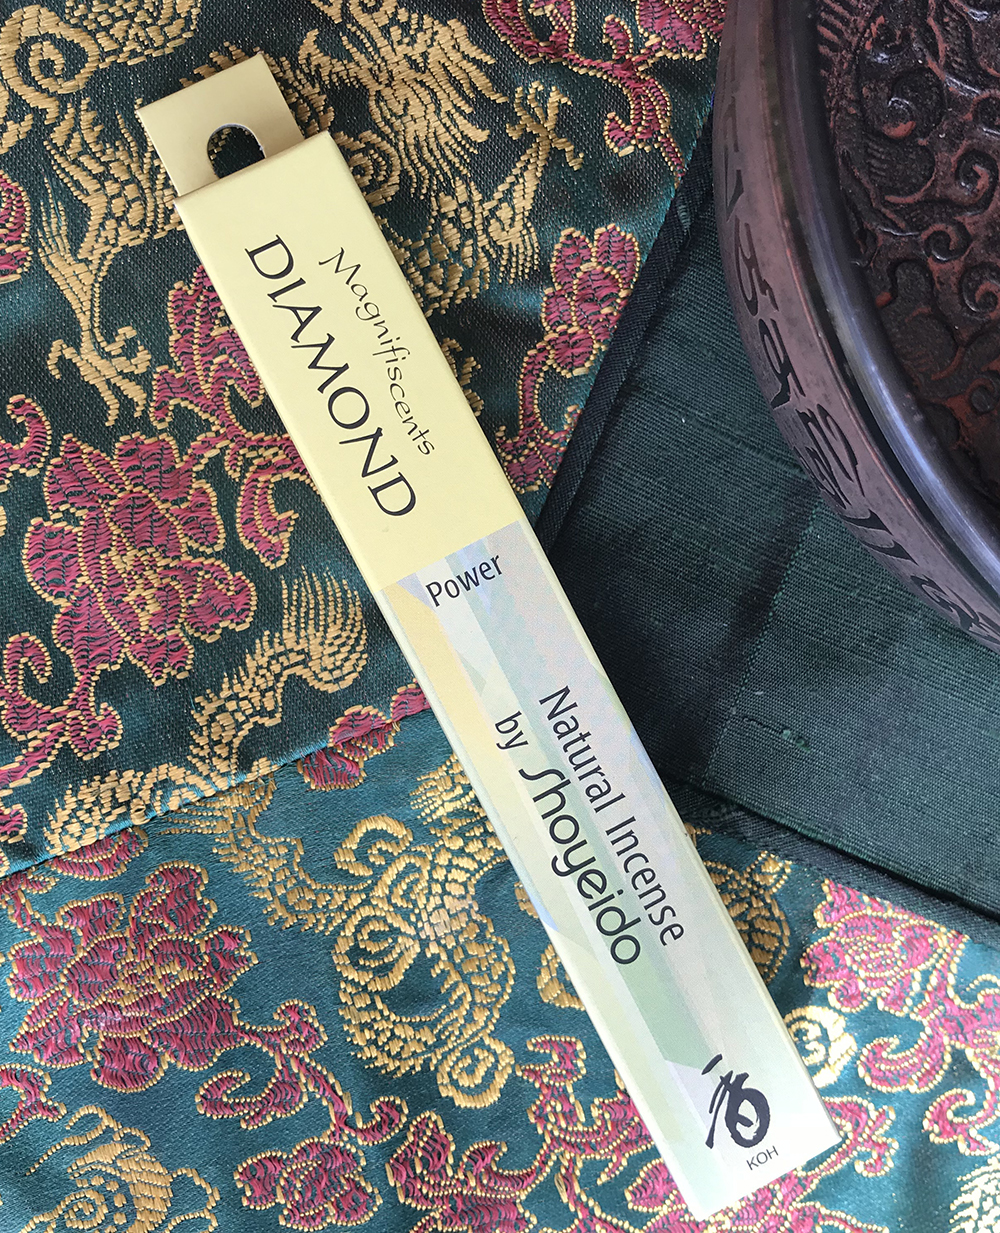 Magnifiscents
DIAMOND
Power
Natural Incense
by Shoyeido
香
KOH